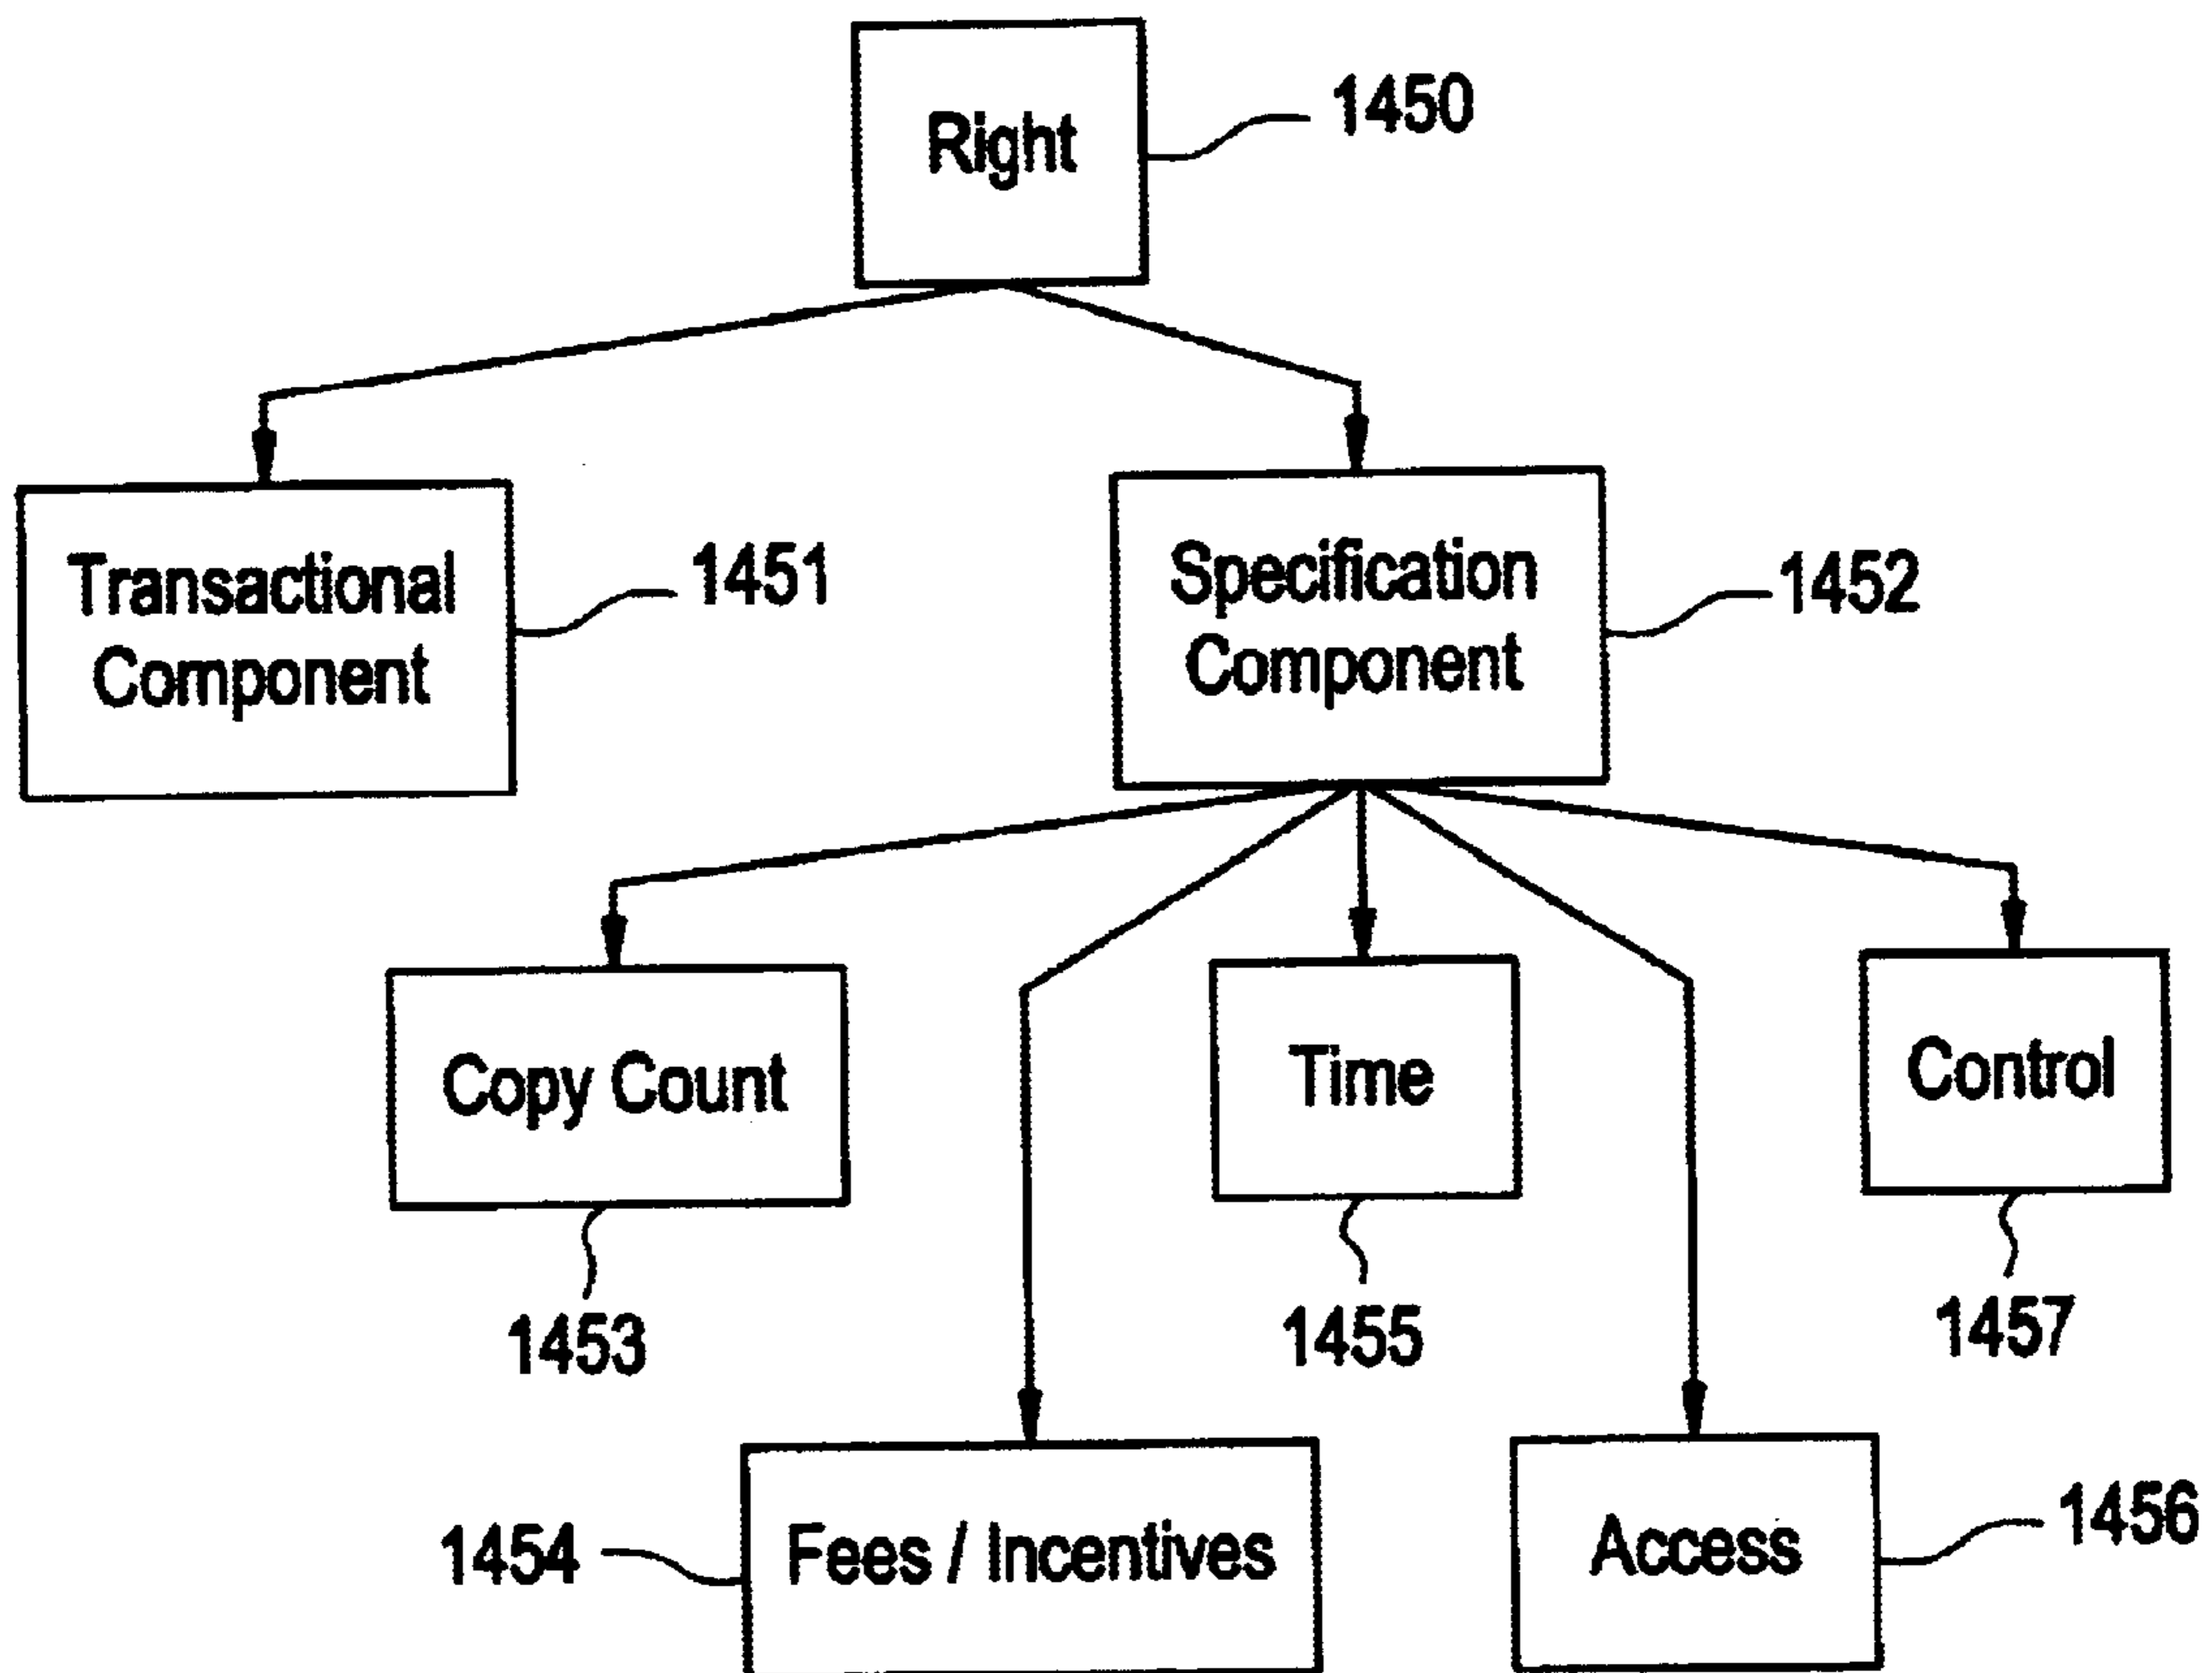 Right
1450
Transactional
Component
1451
Specification
Component
1452
Copy Count
1453
Time
1455
Control
1457
1454
Fees / Incentives
Access
1456